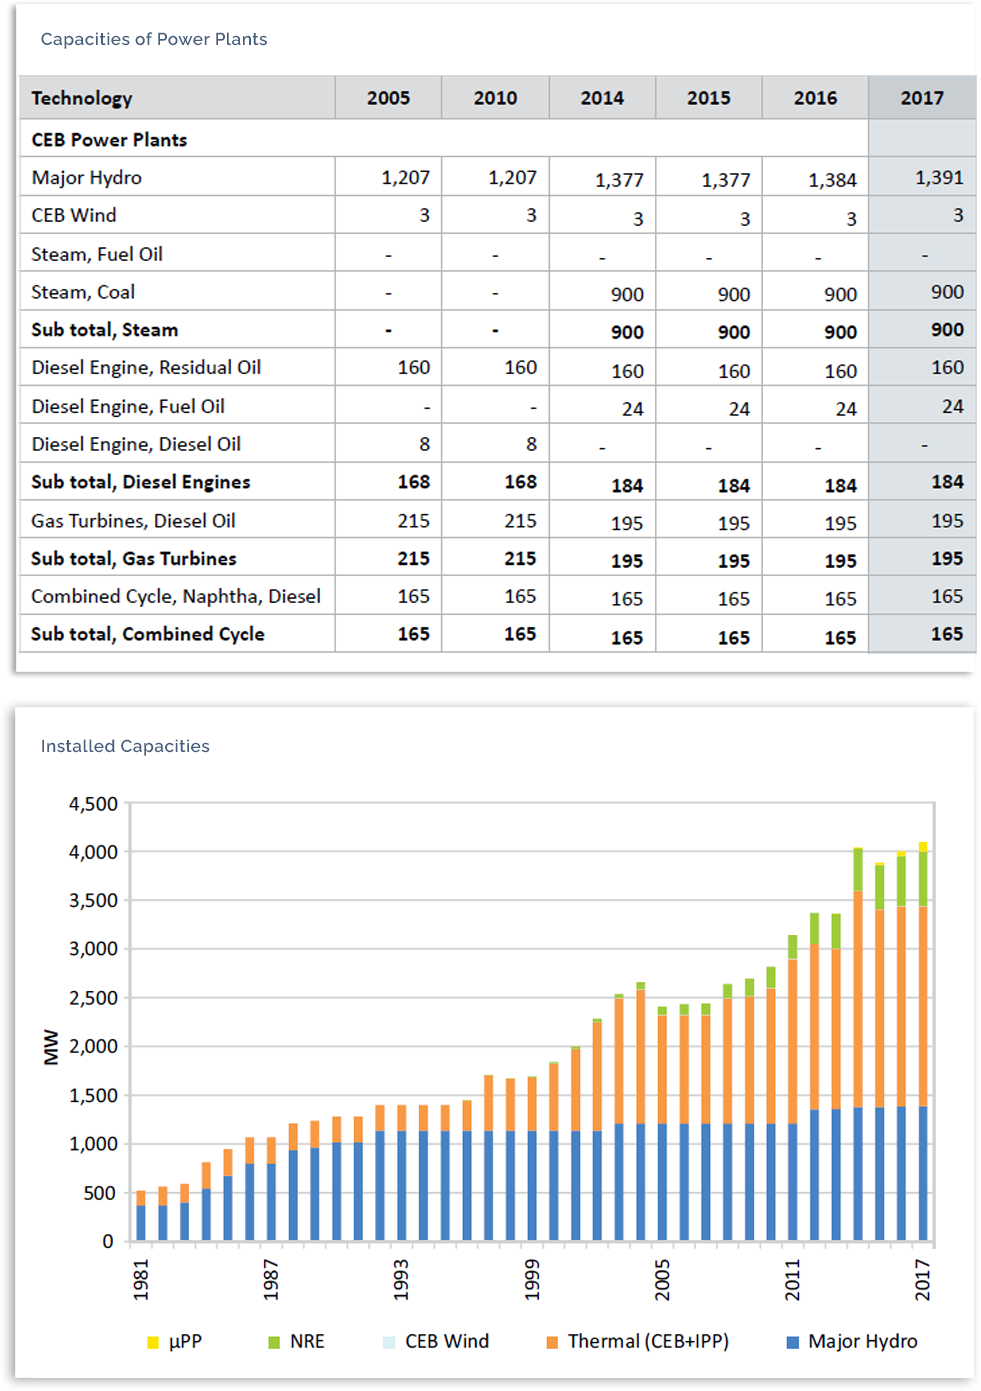 Capacities of Power Plants
Technology 2005 2010 2014 2015 2016 2017
CEB Power Plants
Major Hydro 1,207 1,207 1,377 1,377 1,384 1,391
CEB Wind 3 3 3 3 3 3
Steam, Fuel Oil - - - - - -
Steam, Coal - - 900 900 900 900
Sub total, Steam - - 900 900 900 900
Diesel Engine, Residual Oil 160 160 160 160 160 160
Diesel Engine, Fuel Oil - - 24 24 24 24
Diesel Engine, Diesel Oil 8 8 - - - -
Sub total, Diesel Engines 168 168 184 184 184 184
Gas Turbines, Diesel Oil 215 215 195 195 195 195
Sub total, Gas Turbines 215 215 195 195 195 195
Combined Cycle, Naphtha, Diesel 165 165 165 165 165 165
Sub total, Combined Cycle 165 165 165 165 165 165
Installed Capacities
4,500
4,000
3,500
3,000
2,500
2,000
1,500
1,000
500
0
MW
1981 1987 1993 1999 2005 2011 2017
µPP NRE CEB Wind Thermal (CEB+IPP) Major Hydro